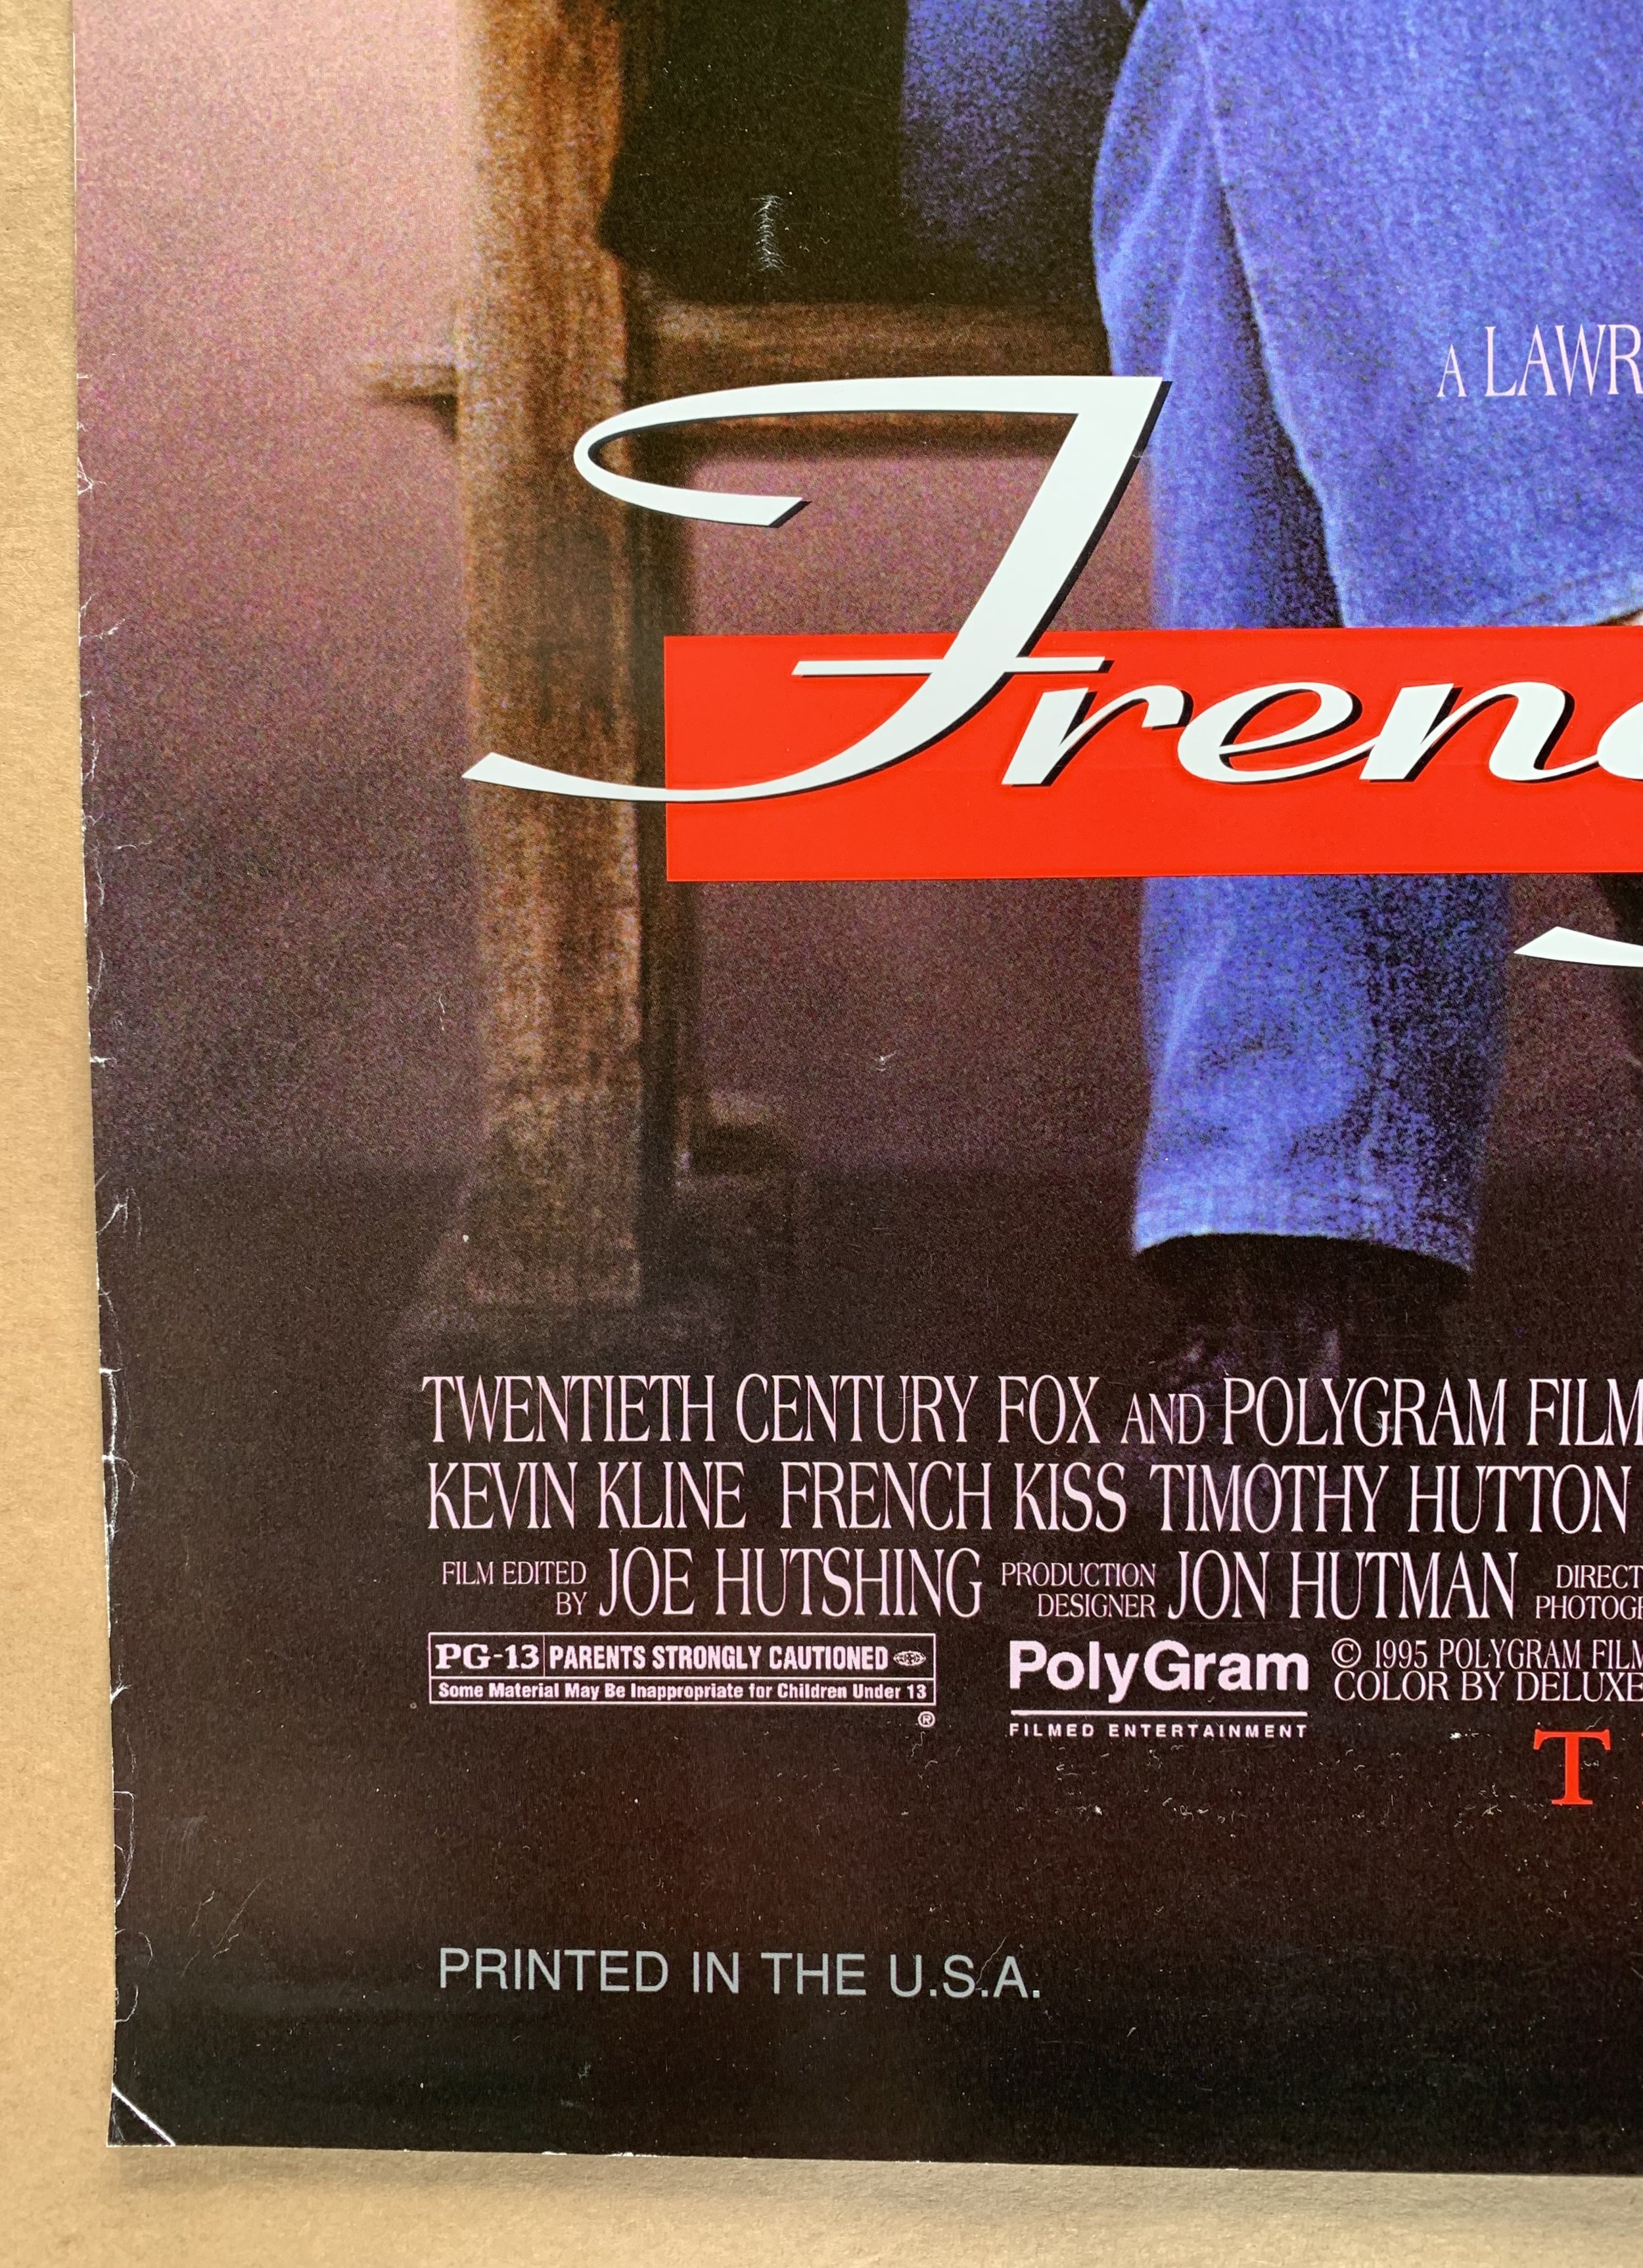 A LAWR
Frenc
TWENTIETH CENTURY FOX AND POLYGRAM FILM
KEVIN KLINE FRENCH KISS TIMOTHY HUTTON
FILM EDITED BY JOE HUTSHING PRODUCTION DESIGNER JON HUTMAN DIRECT PHOTOGR
PG-13 PARENTS STRONGLY CAUTIONED
Some Material May Be Inappropriate for Children Under 13
®
PolyGram
FILMED ENTERTAINMENT
© 1995 POLYGRAM FILM
COLOR BY DELUXE
T
PRINTED IN THE U.S.A.